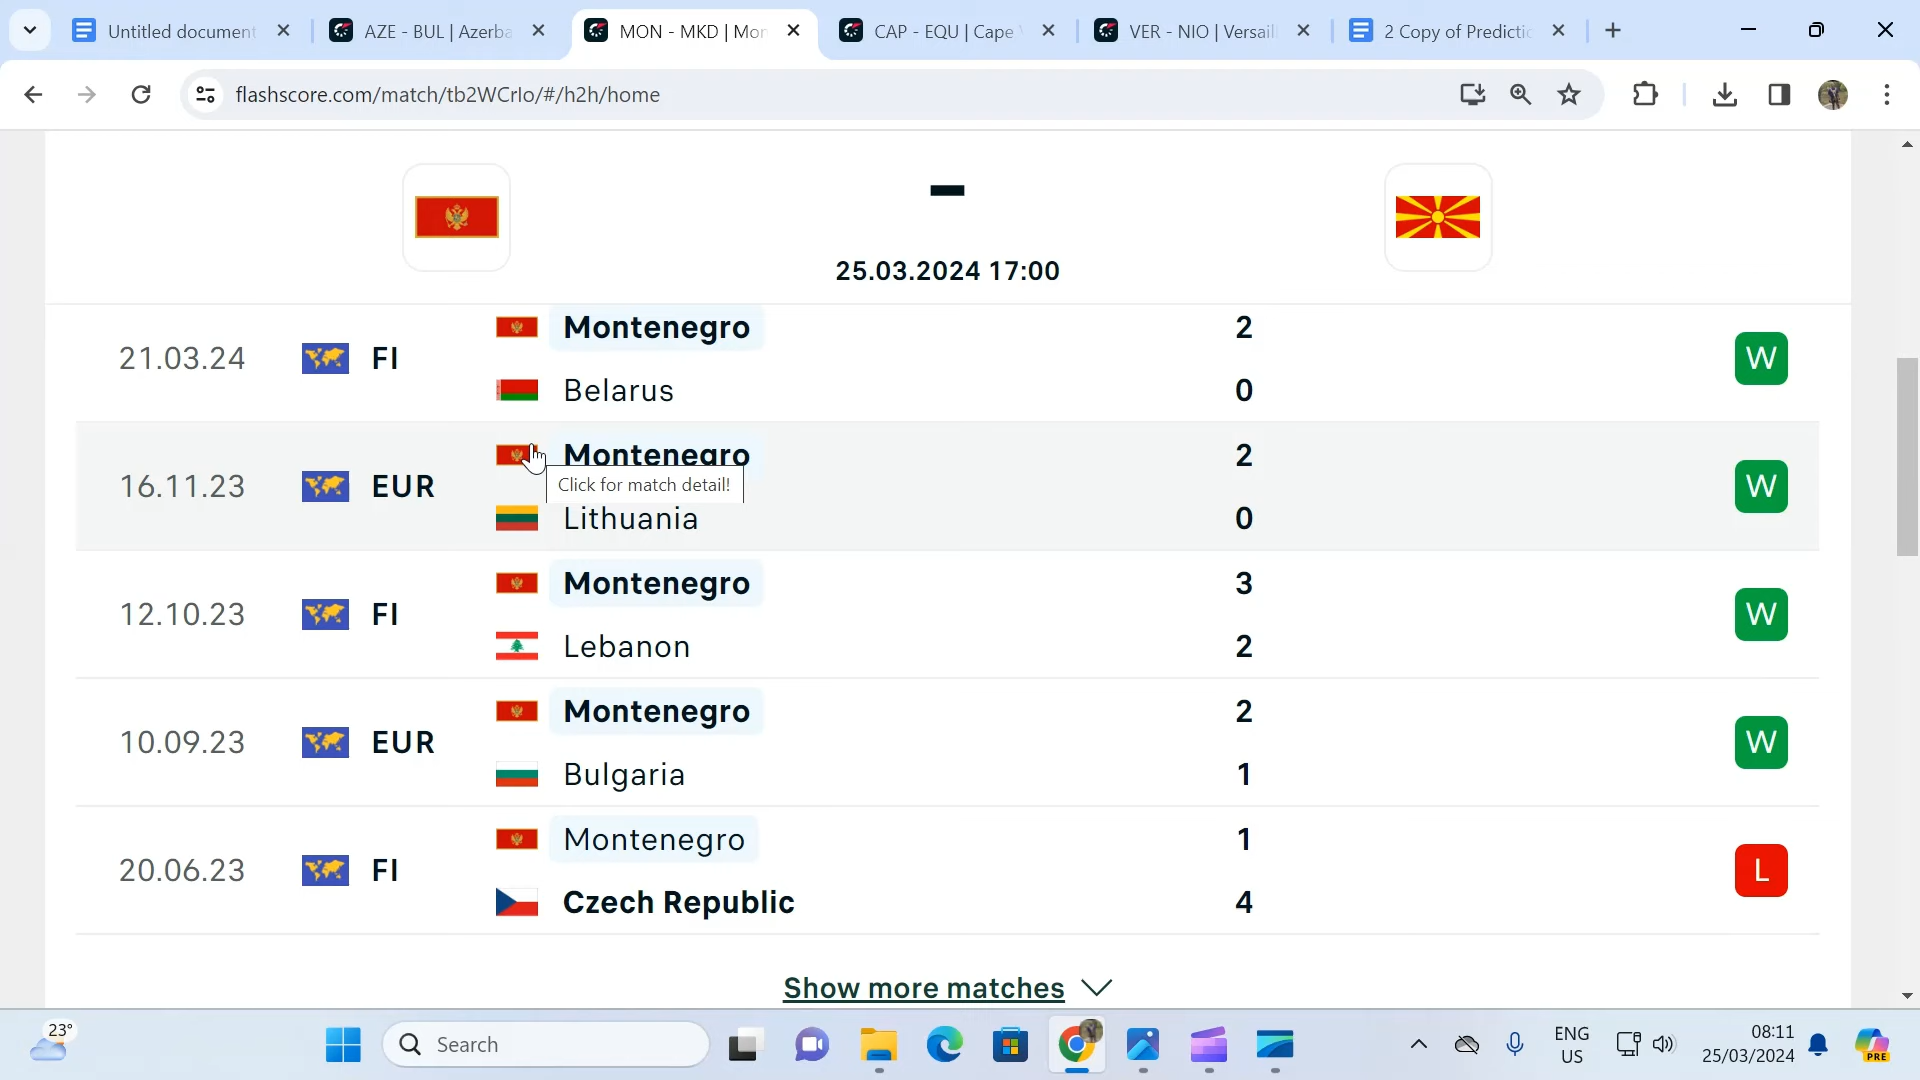 Untitled document
AZE - BUL | Azerba
MON - MKD | Mon
CAP - EQU | Cape
VER - NIO | Versail
2 Copy of Predictic
flashscore.com/match/tb2WCrIo/#/h2h/home
25.03.2024 17:00
21.03.24 FI Montenegro 2 W
Belarus 0
16.11.23 EUR Montenegro 2 W
Click for match detail!
Lithuania 0
12.10.23 FI Montenegro 3 W
Lebanon 2
10.09.23 EUR Montenegro 2 W
Bulgaria 1
20.06.23 FI Montenegro 1 L
Czech Republic 4
Show more matches
23°
Search
ENG
US
08:11
25/03/2024
PRE